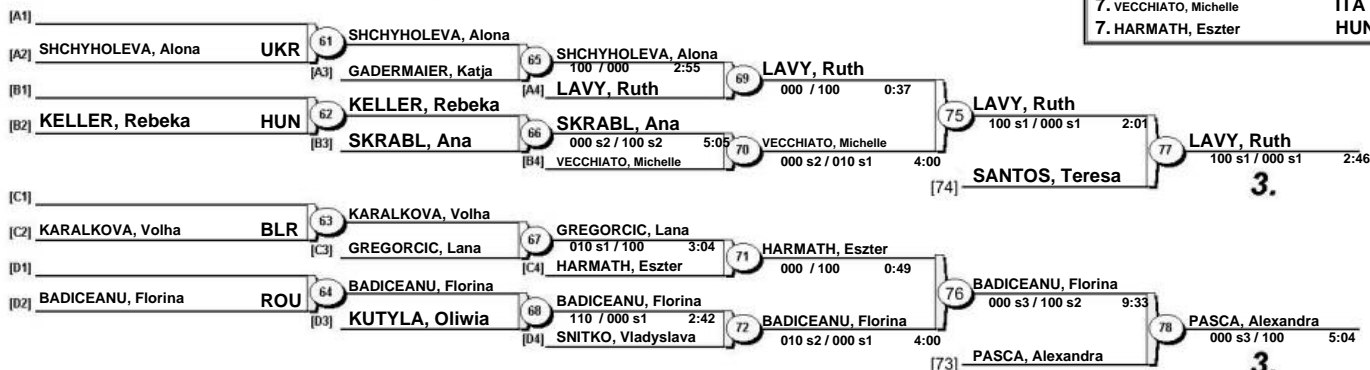 7. VECCHIATO, Michelle ITA
7. HARMATH, Eszter HUN
[A1]
[A2] SHCHYHOLEVA, Alona UKR
61
SHCHYHOLEVA, Alona
[A3] GADERMAIER, Katja
65
SHCHYHOLEVA, Alona
100 / 000 2:55
[A4] LAVY, Ruth
69
LAVY, Ruth
000 / 100 0:37
[B1]
[B2] KELLER, Rebeka HUN
62
KELLER, Rebeka
[B3] SKRABL, Ana
66
SKRABL, Ana
000 s2 / 100 s2 5:05
[B4] VECCHIATO, Michelle
70
VECCHIATO, Michelle
000 s2 / 010 s1 4:00
75
LAVY, Ruth
100 s1 / 000 s1 2:01
[74] SANTOS, Teresa
77
LAVY, Ruth
100 s1 / 000 s1 2:46
3.
[C1]
[C2] KARALKOVA, Volha BLR
63
KARALKOVA, Volha
[C3] GREGORCIC, Lana
67
GREGORCIC, Lana
010 s1 / 100 3:04
[C4] HARMATH, Eszter
71
HARMATH, Eszter
000 / 100 0:49
[D1]
[D2] BADICEANU, Florina ROU
64
BADICEANU, Florina
[D3] KUTYLA, Oliwia
68
BADICEANU, Florina
110 / 000 s1 2:42
[D4] SNITKO, Vladyslava
72
BADICEANU, Florina
010 s2 / 000 s1 4:00
76
BADICEANU, Florina
000 s3 / 100 s2 9:33
[73] PASCA, Alexandra
78
PASCA, Alexandra
000 s3 / 100 5:04
3.